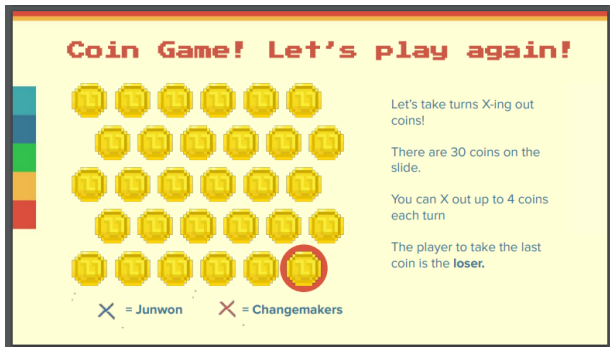 Coin Game! Let's play again!
Let's take turns X-ing out
coins!
There are 30 coins on the
slide.
You can X out up to 4 coins
each turn
The player to take the last
coin is the loser.
= Junwon
= Changemakers